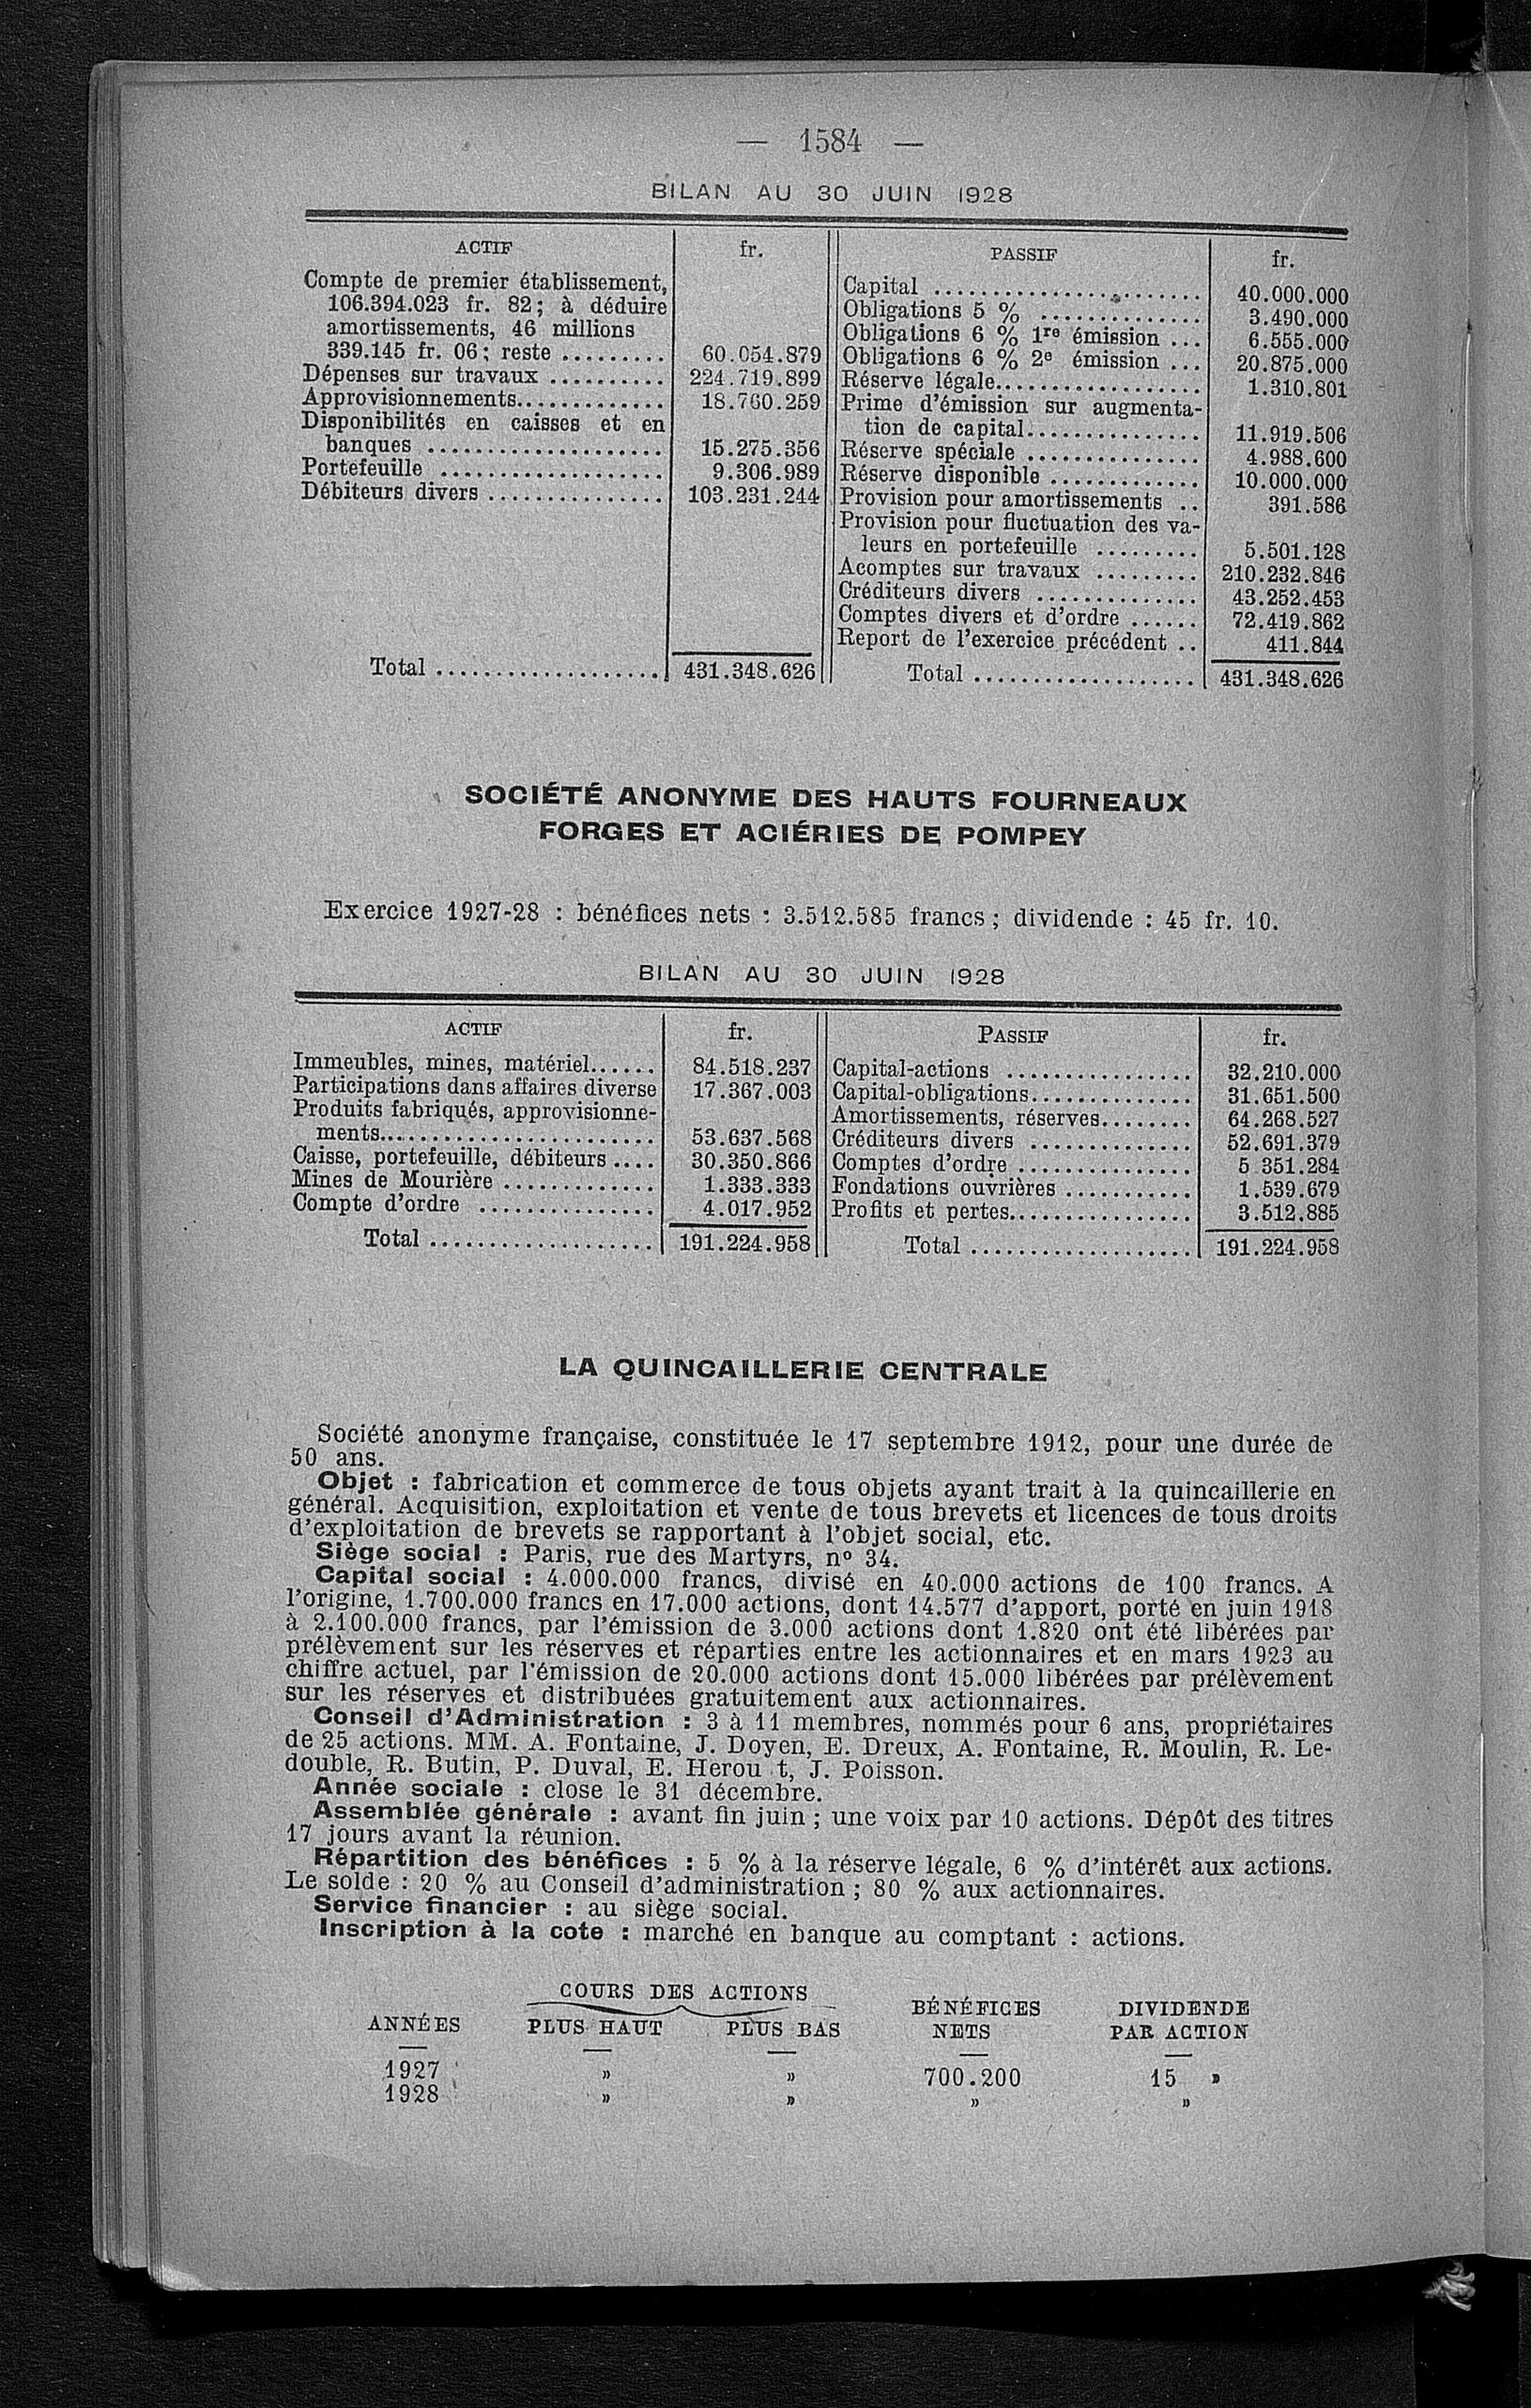 — 1584 —
BILAN AU 30 JUIN 1928
ACTIF fr.
Compte de premier établissement,
106.394.023 fr. 82; à déduire
amortissements, 46 millions
339.145 fr. 06; reste ......... 60.054.879
Dépenses sur travaux .......... 224.719.899
Approvisionnements............. 18.760.259
Disponibilités en caisses et en
banques .................... 15.275.356
Portefeuille ................... 9.306.989
Débiteurs divers ............... 103.231.244
Total ................... 431.348.626
PASSIF fr.
Capital ....................... 40.000.000
Obligations 5 % .............. 3.490.000
Obligations 6 % 1re émission ... 6.555.000
Obligations 6 % 2e émission ... 20.875.000
Réserve légale.................. 1.310.801
Prime d'émission sur augmenta-
tion de capital............... 11.919.506
Réserve spéciale ............... 4.988.600
Réserve disponible ............. 10.000.000
Provision pour amortissements .. 391.586
Provision pour fluctuation des va-
leurs en portefeuille ......... 5.501.128
Acomptes sur travaux ......... 210.232.846
Créditeurs divers .............. 43.252.453
Comptes divers et d'ordre ...... 72.419.862
Report de l'exercice précédent .. 411.844
Total ................... 431.348.626
SOCIÉTÉ ANONYME DES HAUTS FOURNEAUX
FORGES ET ACIÉRIES DE POMPEY
Exercice 1927-28 : bénéfices nets : 3.512.585 francs ; dividende : 45 fr. 10.
BILAN AU 30 JUIN 1928
ACTIF fr.
Immeubles, mines, matériel...... 84.518.237
Participations dans affaires diverse 17.367.003
Produits fabriqués, approvisionne-
ments........................ 53.637.568
Caisse, portefeuille, débiteurs .... 30.350.866
Mines de Mourière ............. 1.333.333
Compte d'ordre ............... 4.017.952
Total ................... 191.224.958
PASSIF fr.
Capital-actions ................ 32.210.000
Capital-obligations.............. 31.651.500
Amortissements, réserves........ 64.268.527
Créditeurs divers .............. 52.691.379
Comptes d'ordre ............... 5 351.284
Fondations ouvrières ........... 1.539.679
Profits et pertes................ 3.512.885
Total ................... 191.224.958
LA QUINCAILLERIE CENTRALE
Société anonyme française, constituée le 17 septembre 1912, pour une durée de
50 ans.
Objet : fabrication et commerce de tous objets ayant trait à la quincaillerie en
général. Acquisition, exploitation et vente de tous brevets et licences de tous droits
d'exploitation de brevets se rapportant à l'objet social, etc.
Siège social : Paris, rue des Martyrs, n° 34.
Capital social : 4.000.000 francs, divisé en 40.000 actions de 100 francs. A
l'origine, 1.700.000 francs en 17.000 actions, dont 14.577 d'apport, porté en juin 1918
à 2.100.000 francs, par l'émission de 3.000 actions dont 1.820 ont été libérées par
prélèvement sur les réserves et réparties entre les actionnaires et en mars 1923 au
chiffre actuel, par l'émission de 20.000 actions dont 15.000 libérées par prélèvement
sur les réserves et distribuées gratuitement aux actionnaires.
Conseil d'Administration : 3 à 11 membres, nommés pour 6 ans, propriétaires
de 25 actions. MM. A. Fontaine, J. Doyen, E. Dreux, A. Fontaine, R. Moulin, R. Le-
double, R. Butin, P. Duval, E. Herou t, J. Poisson.
Année sociale : close le 31 décembre.
Assemblée générale : avant fin juin ; une voix par 10 actions. Dépôt des titres
17 jours avant la réunion.
Répartition des bénéfices : 5 % à la réserve légale, 6 % d'intérêt aux actions.
Le solde : 20 % au Conseil d'administration ; 80 % aux actionnaires.
Service financier : au siège social.
Inscription à la cote : marché en banque au comptant : actions.
ANNÉES COURS DES ACTIONS BÉNÉFICES NETS DIVIDENDE PAR ACTION
PLUS HAUT PLUS BAS
1927 » » 700.200 15 »
1928 » » » »